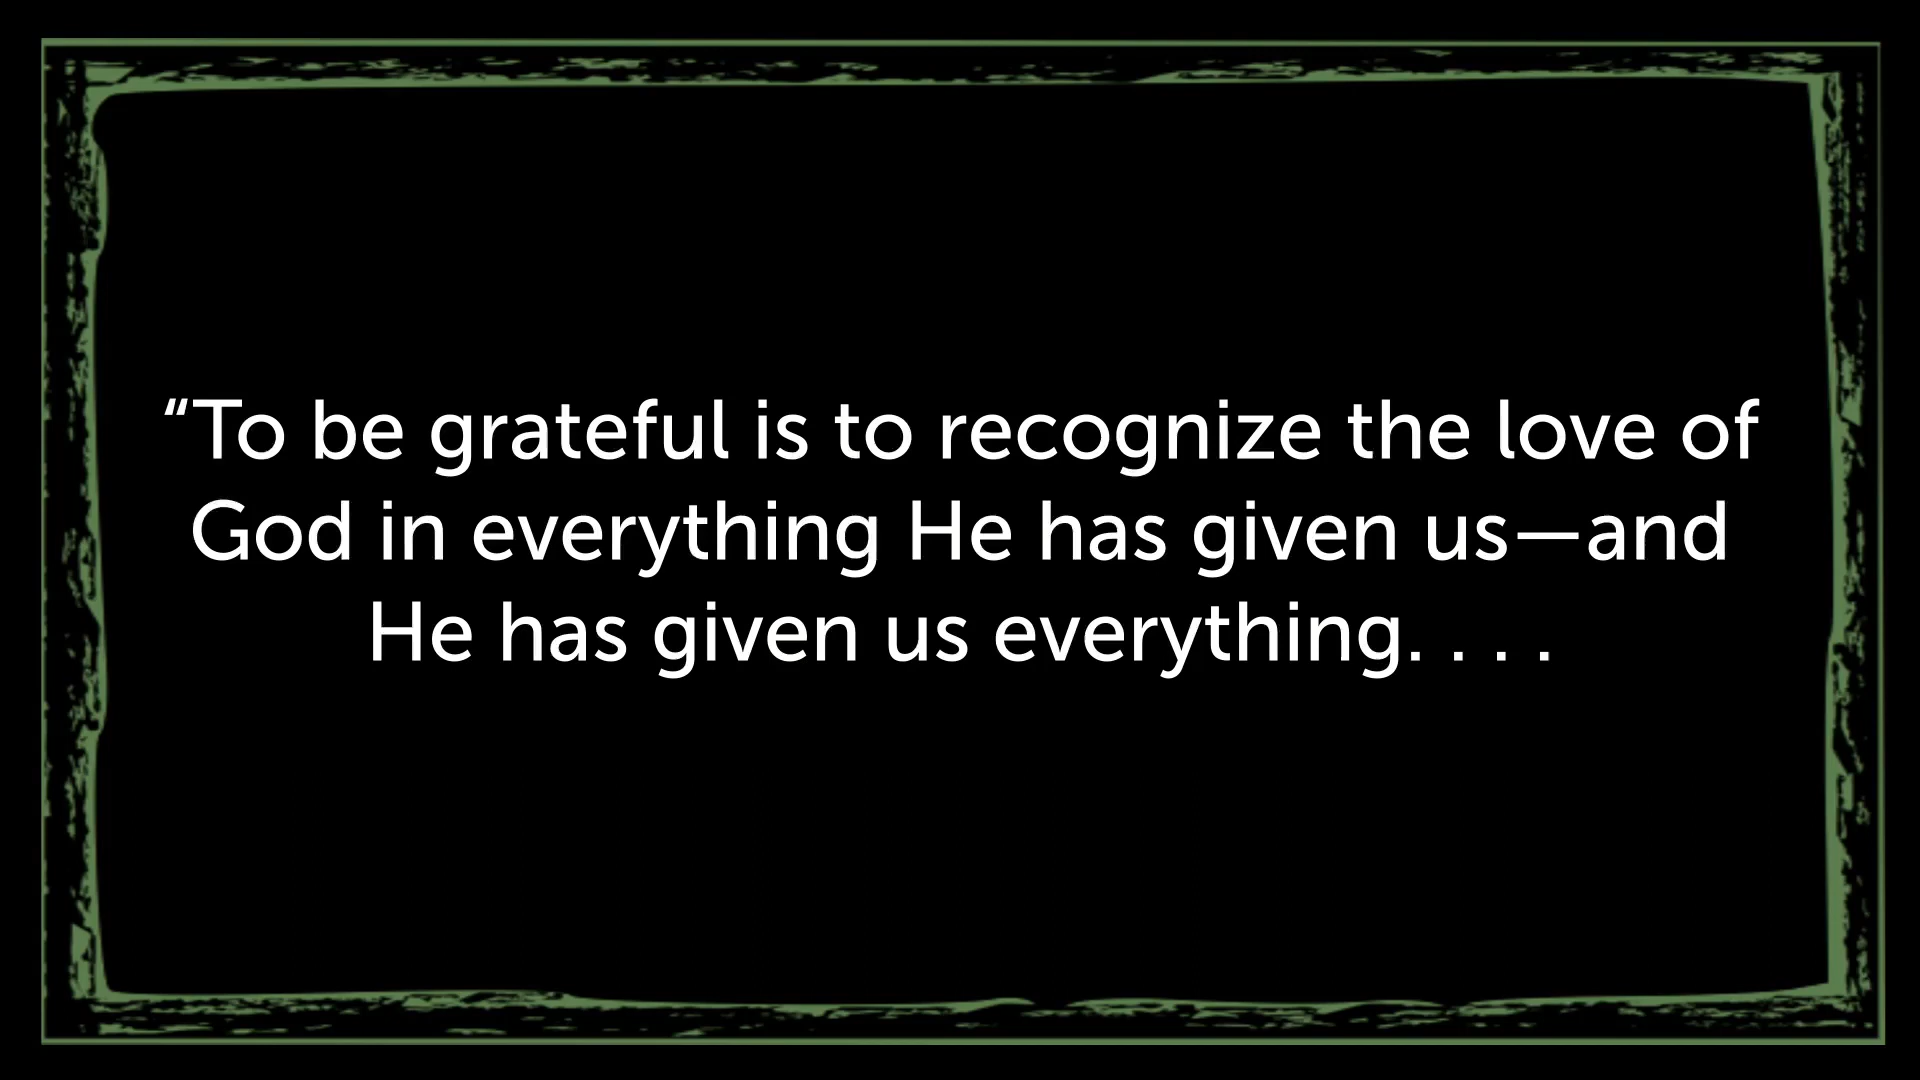 “To be grateful is to recognize the love of
God in everything He has given us—and
He has given us everything. . . .